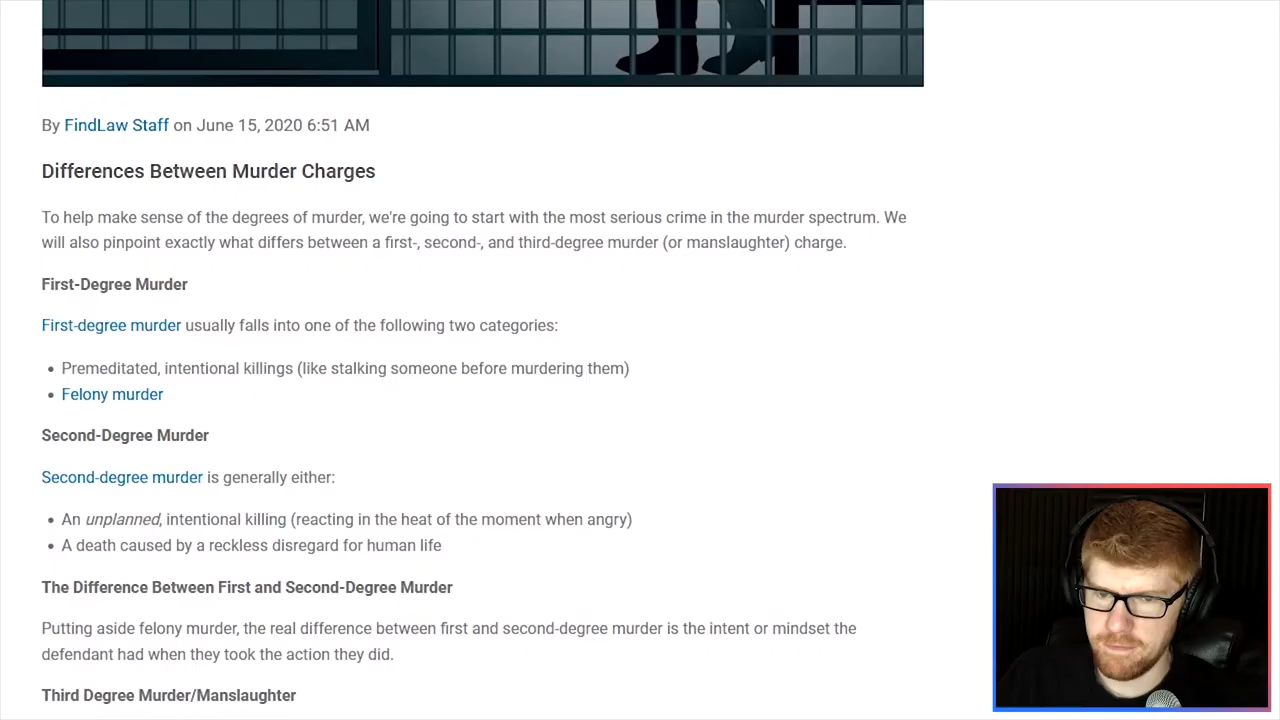 By FindLaw Staff on June 15, 2020 6:51 AM
Differences Between Murder Charges
To help make sense of the degrees of murder, we're going to start with the most serious crime in the murder spectrum. We
will also pinpoint exactly what differs between a first-, second-, and third-degree murder (or manslaughter) charge.
First-Degree Murder
First-degree murder usually falls into one of the following two categories:
• Premeditated, intentional killings (like stalking someone before murdering them)
• Felony murder
Second-Degree Murder
Second-degree murder is generally either:
• An unplanned, intentional killing (reacting in the heat of the moment when angry)
• A death caused by a reckless disregard for human life
The Difference Between First and Second-Degree Murder
Putting aside felony murder, the real difference between first and second-degree murder is the intent or mindset the
defendant had when they took the action they did.
Third Degree Murder/Manslaughter